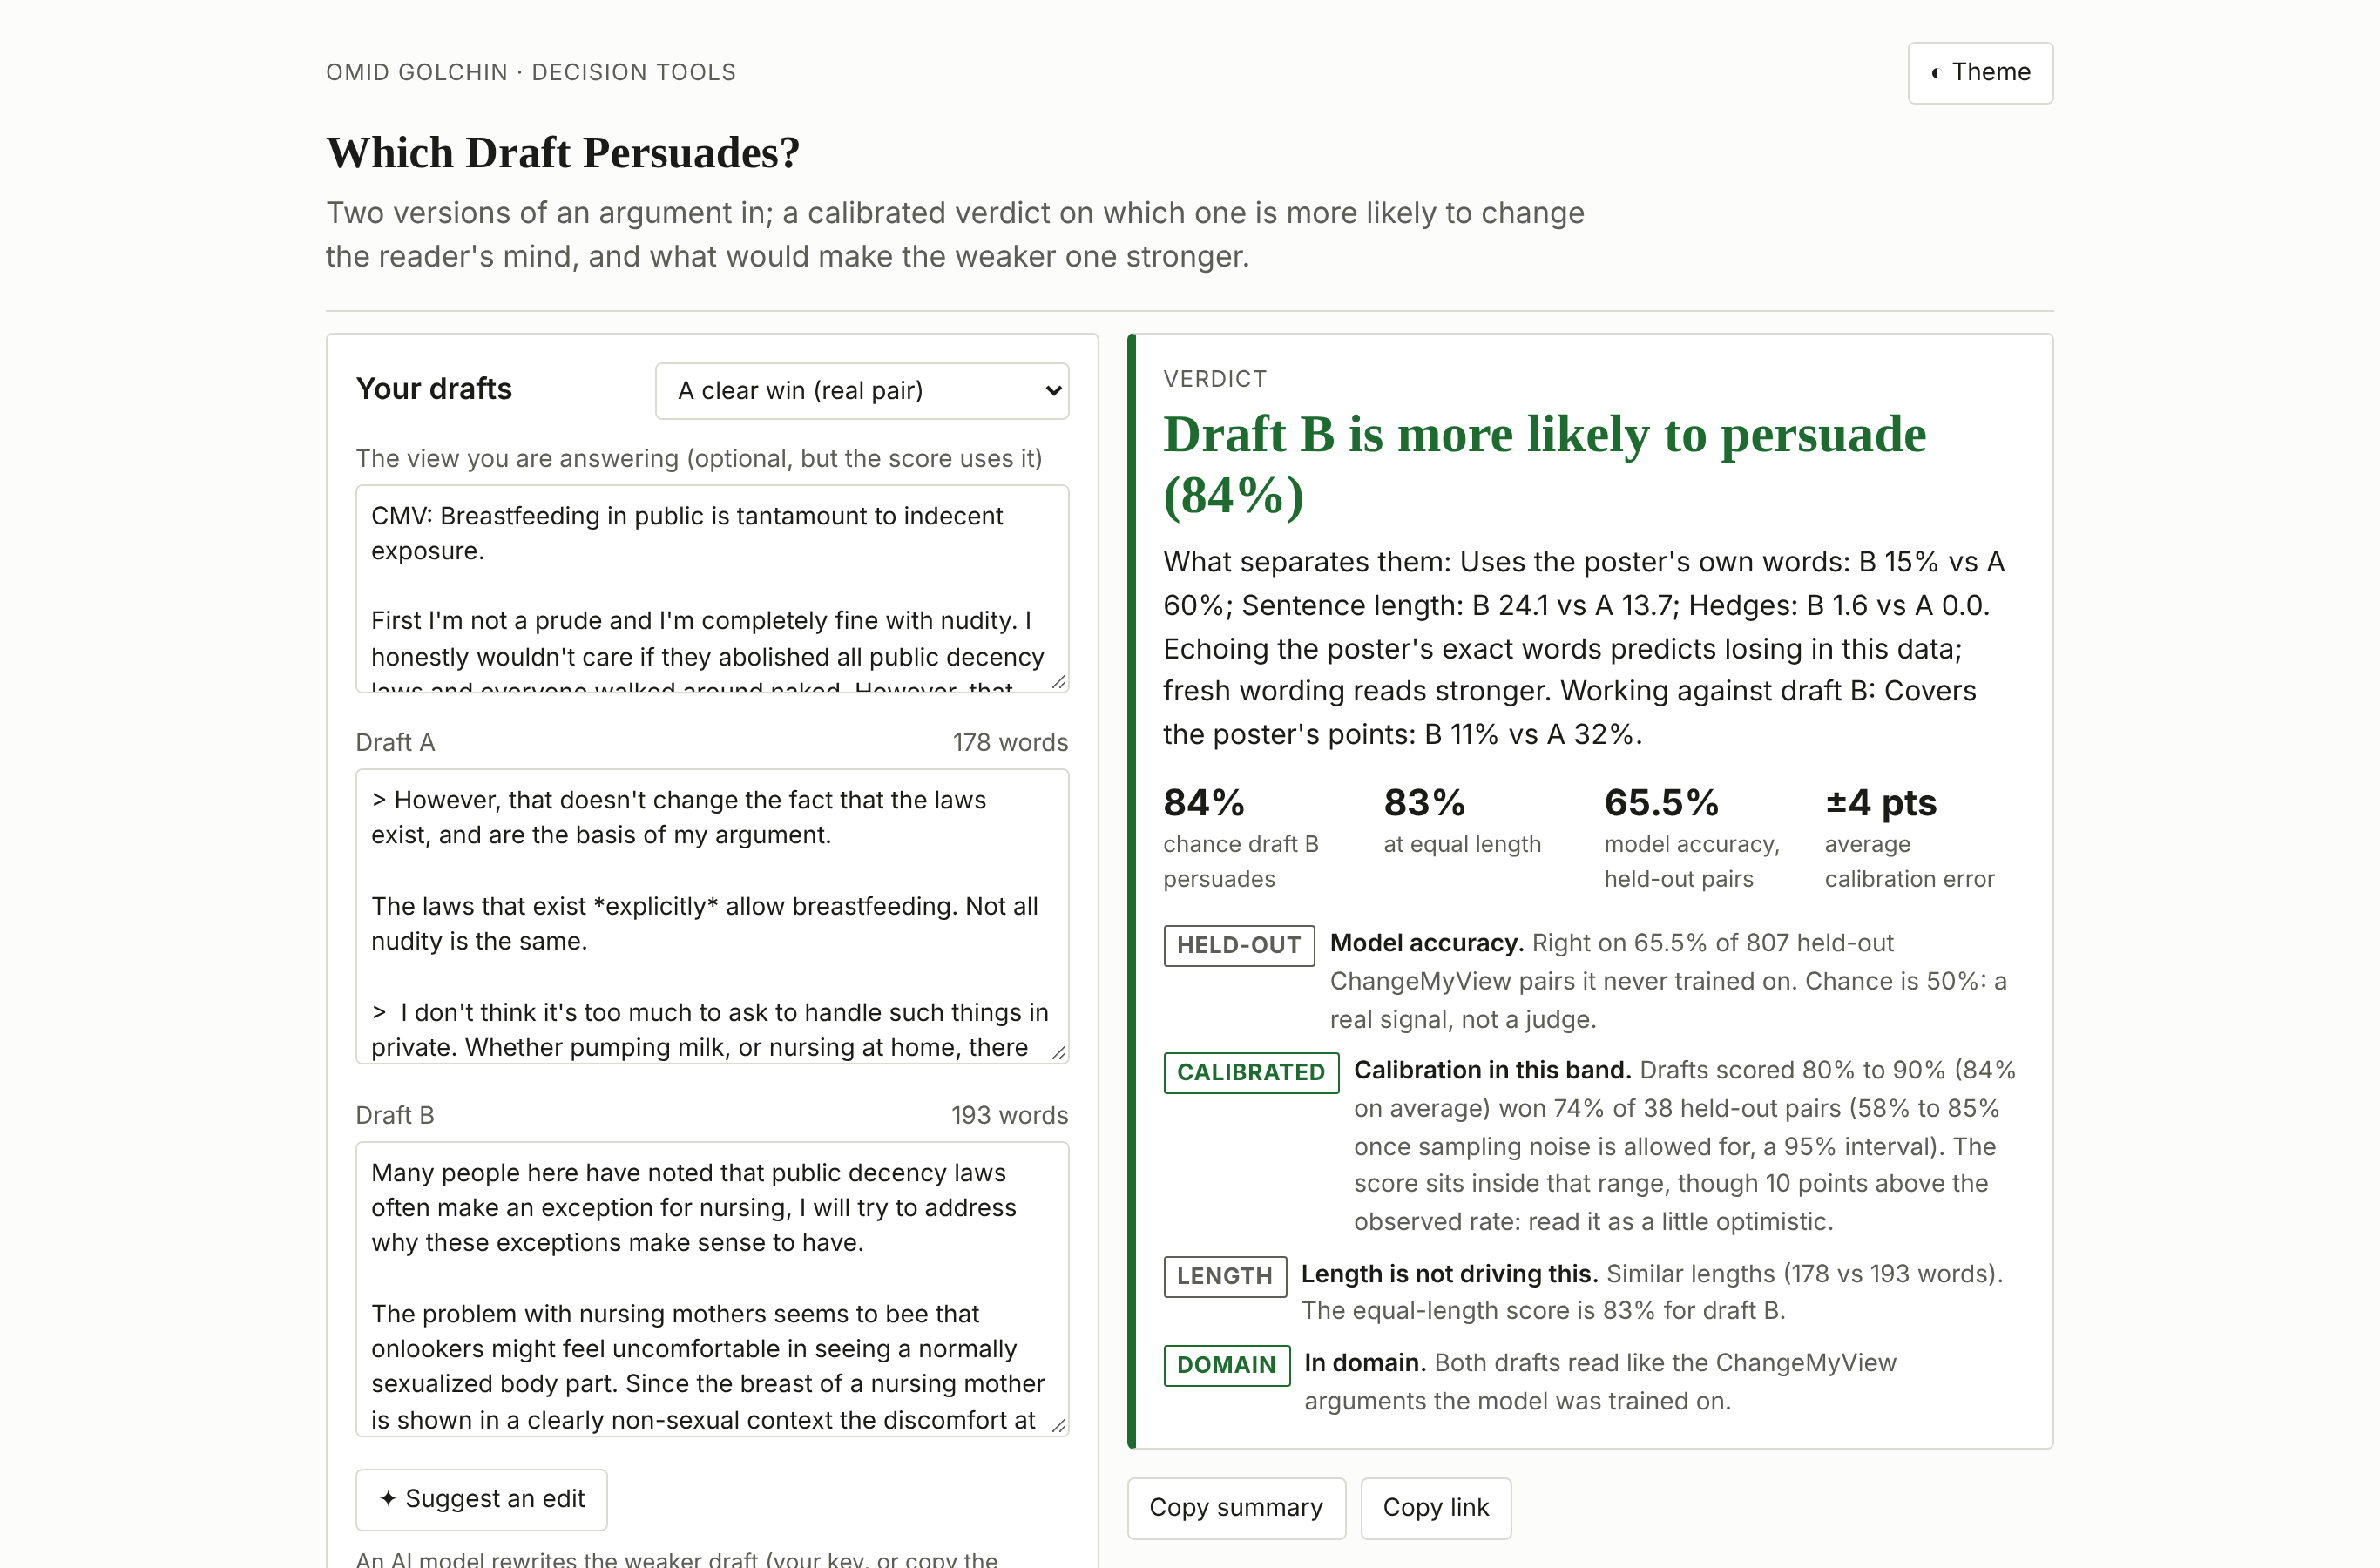 OMID GOLCHIN · DECISION TOOLS
Theme
Which Draft Persuades?
Two versions of an argument in; a calibrated verdict on which one is more likely to change
the reader's mind, and what would make the weaker one stronger.
Your drafts
A clear win (real pair)
The view you are answering (optional, but the score uses it)
CMV: Breastfeeding in public is tantamount to indecent
exposure.
First I'm not a prude and I'm completely fine with nudity. I
honestly wouldn't care if they abolished all public decency
laws and everyone walked around naked. However, that
Draft A
178 words
> However, that doesn't change the fact that the laws
exist, and are the basis of my argument.
The laws that exist *explicitly* allow breastfeeding. Not all
nudity is the same.
>  I don't think it's too much to ask to handle such things in
private. Whether pumping milk, or nursing at home, there
Draft B
193 words
Many people here have noted that public decency laws
often make an exception for nursing, I will try to address
why these exceptions make sense to have.
The problem with nursing mothers seems to bee that
onlookers might feel uncomfortable in seeing a normally
sexualized body part. Since the breast of a nursing mother
is shown in a clearly non-sexual context the discomfort at
✦ Suggest an edit
An AI model rewrites the weaker draft (your key, or copy the
VERDICT
Draft B is more likely to persuade
(84%)
What separates them: Uses the poster's own words: B 15% vs A
60%; Sentence length: B 24.1 vs A 13.7; Hedges: B 1.6 vs A 0.0.
Echoing the poster's exact words predicts losing in this data;
fresh wording reads stronger. Working against draft B: Covers
the poster's points: B 11% vs A 32%.
84%
chance draft B
persuades
83%
at equal length
65.5%
model accuracy,
held-out pairs
±4 pts
average
calibration error
HELD-OUT
Model accuracy. Right on 65.5% of 807 held-out
ChangeMyView pairs it never trained on. Chance is 50%: a
real signal, not a judge.
CALIBRATED
Calibration in this band. Drafts scored 80% to 90% (84%
on average) won 74% of 38 held-out pairs (58% to 85%
once sampling noise is allowed for, a 95% interval). The
score sits inside that range, though 10 points above the
observed rate: read it as a little optimistic.
LENGTH
Length is not driving this. Similar lengths (178 vs 193 words).
The equal-length score is 83% for draft B.
DOMAIN
In domain. Both drafts read like the ChangeMyView
arguments the model was trained on.
Copy summary
Copy link